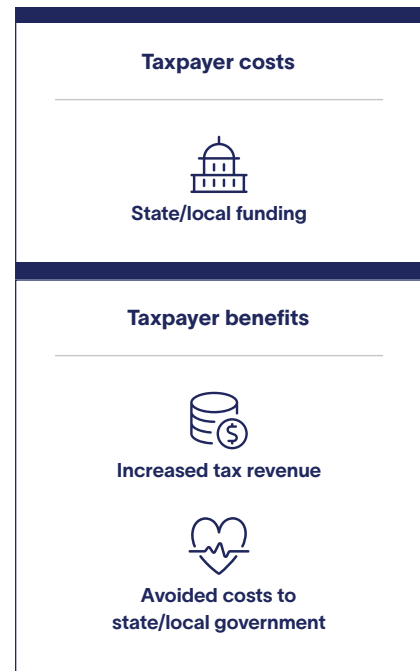 Taxpayer costs
State/local funding
Taxpayer benefits
$
Increased tax revenue
Avoided costs to
state/local government